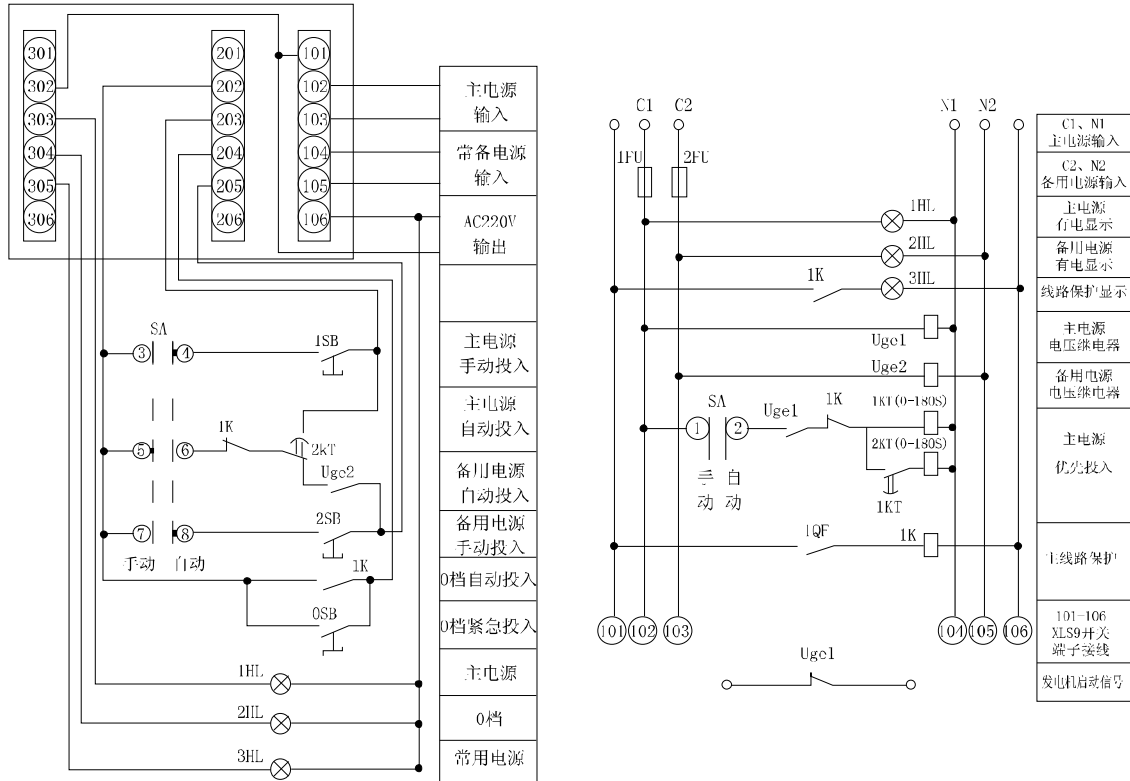 301
302
303
304
305
306
201
202
203
204
205
206
101
102
103
104
105
106
主电源
输入
常备电源
输入
AC220V
输出
主电源
手动投入
主电源
自动投入
备用电源
自动投入
备用电源
手动投入
0档自动投入
0档紧急投入
主电源
0档
常用电源
SA
3
4
1SB
5
6
1K
2kT
Uge2
7
8
2SB
手动
自动
1K
0SB
1HL
2HL
3HL
C1
C2
N1
N2
1FU
2FU
1HL
2HL
1K
3HL
Uge1
Uge2
SA
1
2
Uge1
1K
1KT(0-180S)
2KT(0-180S)
1KT
手动
自动
1QF
1K
101
102
103
104
105
106
Uge1
C1、N1
主电源输入
C2、N2
备用电源输入
主电源
有电显示
备用电源
有电显示
线路保护显示
主电源
电压继电器
备用电源
电压继电器
主电源
优先投入
主线路保护
101-106
XLS9开关
端子接线
发电机启动信号